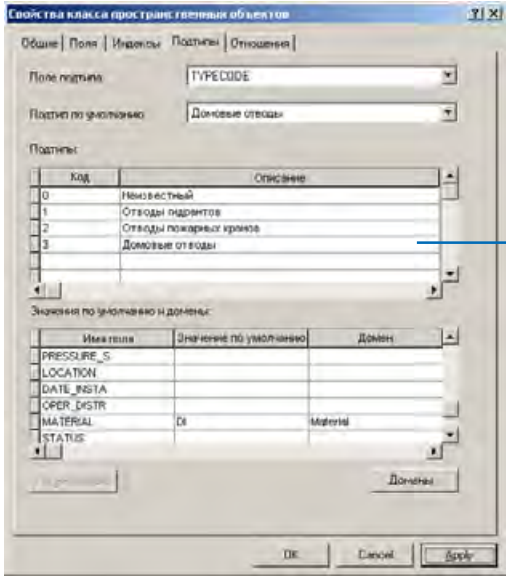 Свойства класса пространственных объектов
Общие Поля Индексы Подтипы Отношения
Поле подтипа TYPECODE
Подтип по умолчанию Домовые отводы
Подтипы:
Код Описание
0 Неизвестный
1 Отводы гидрантов
2 Отводы пожарных кранов
3 Домовые отводы
Значения по умолчанию и домены:
Имя поля Значение по умолчанию Домен
PRESSURE_S
LOCATION
DATE_INSTA
OPER_DISTR
MATERIAL DI Material
STATUS
Домены
OK Cancel Apply